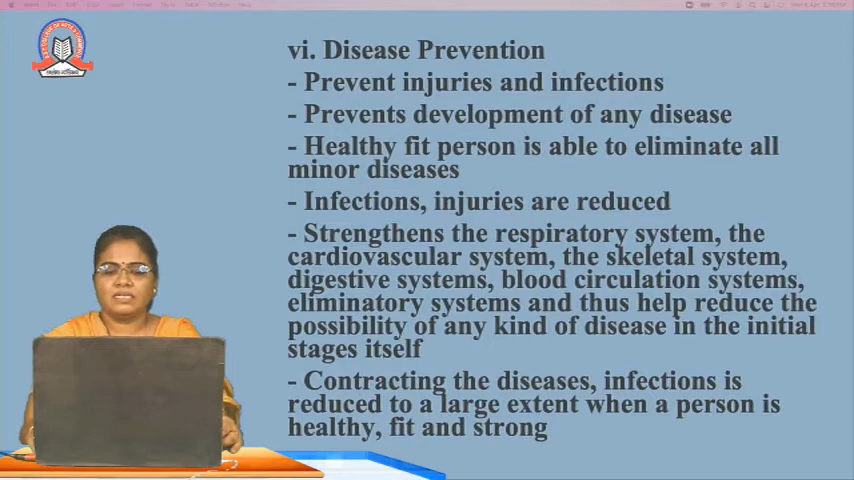 vi. Disease Prevention
- Prevent injuries and infections
- Prevents development of any disease
- Healthy fit person is able to eliminate all
minor diseases
- Infections, injuries are reduced
- Strengthens the respiratory system, the
cardiovascular system, the skeletal system,
digestive systems, blood circulation systems,
eliminatory systems and thus help reduce the
possibility of any kind of disease in the initial
stages itself
- Contracting the diseases, infections is
reduced to a large extent when a person is
healthy, fit and strong